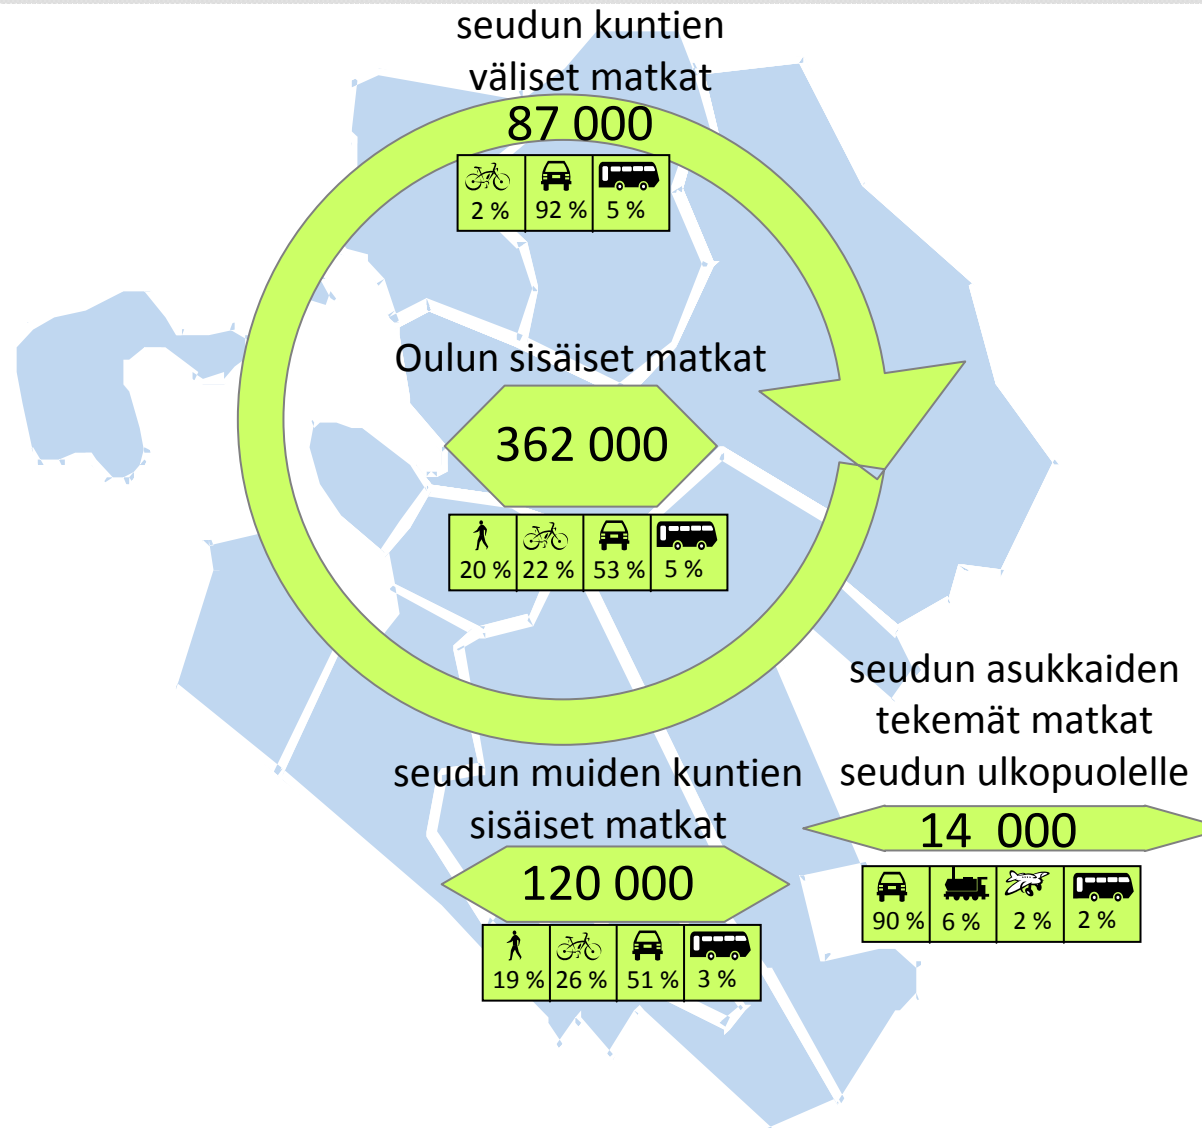 seudun kuntien
väliset matkat
87 000
2 % 92 % 5 %
Oulun sisäiset matkat
362 000
20 % 22 % 53 % 5 %
seudun asukkaiden
tekemät matkat
seudun ulkopuolelle
14 000
90 % 6 % 2 % 2 %
seudun muiden kuntien
sisäiset matkat
120 000
19 % 26 % 51 % 3 %